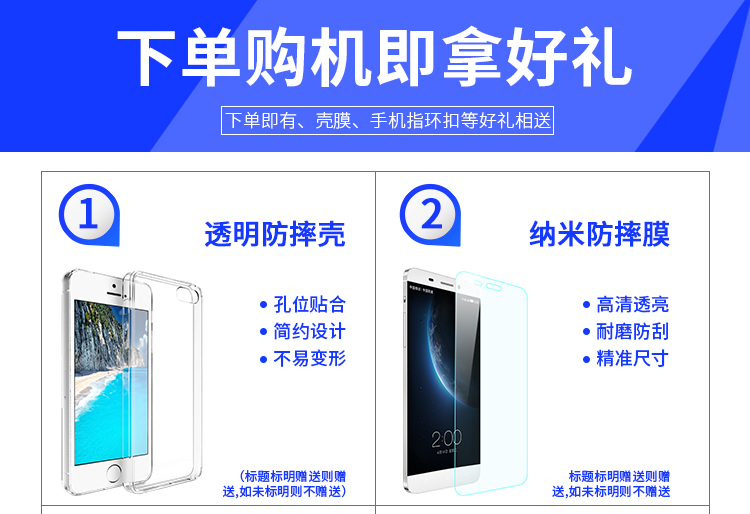 下单购机即拿好礼
下单即有、壳膜、手机指环扣等好礼相送
1
透明防摔壳
• 孔位贴合
• 简约设计
• 不易变形
（标题标明赠送则赠
送,如未标明则不赠送）
2
纳米防摔膜
• 高清透亮
• 耐磨防刮
• 精准尺寸
2:00
标题标明赠送则赠
送,如未标明则不赠送